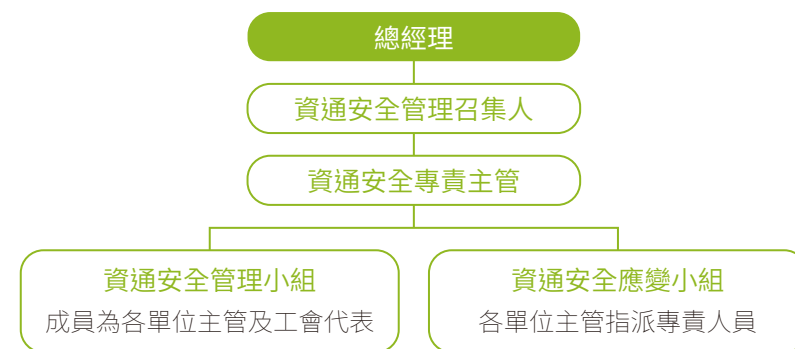 總經理
資通安全管理召集人
資通安全專責主管
資通安全管理小組
成員為各單位主管及工會代表
資通安全應變小組
各單位主管指派專責人員